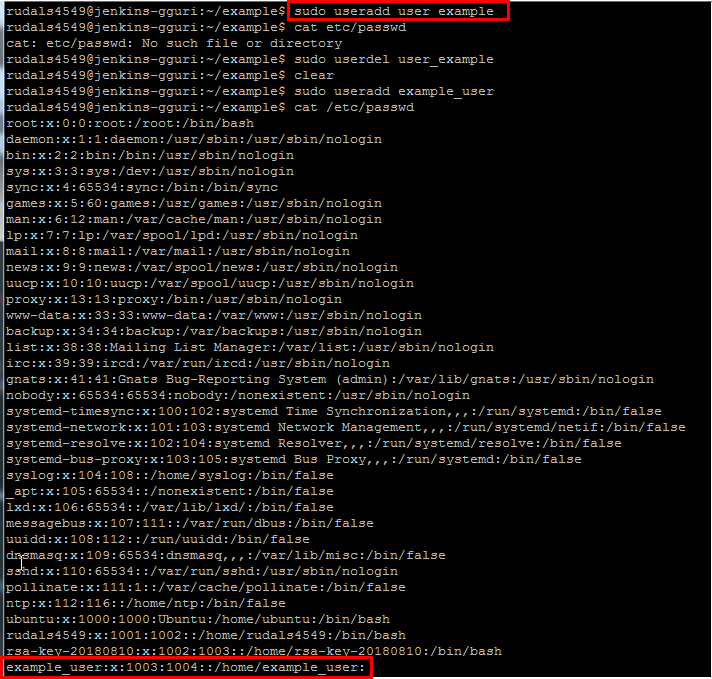 rudals4549@jenkins-gguri:~/example$ sudo useradd user_example
rudals4549@jenkins-gguri:~/example$ cat etc/passwd
cat: etc/passwd: No such file or directory
rudals4549@jenkins-gguri:~/example$ sudo userdel user_example
rudals4549@jenkins-gguri:~/example$ clear
rudals4549@jenkins-gguri:~/example$ sudo useradd example_user
rudals4549@jenkins-gguri:~/example$ cat /etc/passwd
root:x:0:0:root:/root:/bin/bash
daemon:x:1:1:daemon:/usr/sbin:/usr/sbin/nologin
bin:x:2:2:bin:/bin:/usr/sbin/nologin
sys:x:3:3:sys:/dev:/usr/sbin/nologin
sync:x:4:65534:sync:/bin:/bin/sync
games:x:5:60:games:/usr/games:/usr/sbin/nologin
man:x:6:12:man:/var/cache/man:/usr/sbin/nologin
lp:x:7:7:lp:/var/spool/lpd:/usr/sbin/nologin
mail:x:8:8:mail:/var/mail:/usr/sbin/nologin
news:x:9:9:news:/var/spool/news:/usr/sbin/nologin
uucp:x:10:10:uucp:/var/spool/uucp:/usr/sbin/nologin
proxy:x:13:13:proxy:/bin:/usr/sbin/nologin
www-data:x:33:33:www-data:/var/www:/usr/sbin/nologin
backup:x:34:34:backup:/var/backups:/usr/sbin/nologin
list:x:38:38:Mailing List Manager:/var/list:/usr/sbin/nologin
irc:x:39:39:ircd:/var/run/ircd:/usr/sbin/nologin
gnats:x:41:41:Gnats Bug-Reporting System (admin):/var/lib/gnats:/usr/sbin/nologin
nobody:x:65534:65534:nobody:/nonexistent:/usr/sbin/nologin
systemd-timesync:x:100:102:systemd Time Synchronization,,,:/run/systemd:/bin/false
systemd-network:x:101:103:systemd Network Management,,,:/run/systemd/netif:/bin/false
systemd-resolve:x:102:104:systemd Resolver,,,:/run/systemd/resolve:/bin/false
systemd-bus-proxy:x:103:105:systemd Bus Proxy,,,:/run/systemd:/bin/false
syslog:x:104:108::/home/syslog:/bin/false
_apt:x:105:65534::/nonexistent:/bin/false
lxd:x:106:65534::/var/lib/lxd/:/bin/false
messagebus:x:107:111::/var/run/dbus:/bin/false
uuidd:x:108:112::/run/uuidd:/bin/false
dnsmasq:x:109:65534:dnsmasq,,,:/var/lib/misc:/bin/false
sshd:x:110:65534::/var/run/sshd:/usr/sbin/nologin
pollinate:x:111:1::/var/cache/pollinate:/bin/false
ntp:x:112:116::/home/ntp:/bin/false
ubuntu:x:1000:1000:Ubuntu:/home/ubuntu:/bin/bash
rudals4549:x:1001:1002::/home/rudals4549:/bin/bash
rsa-key-20180810:x:1002:1003::/home/rsa-key-20180810:/bin/bash
example_user:x:1003:1004::/home/example_user: